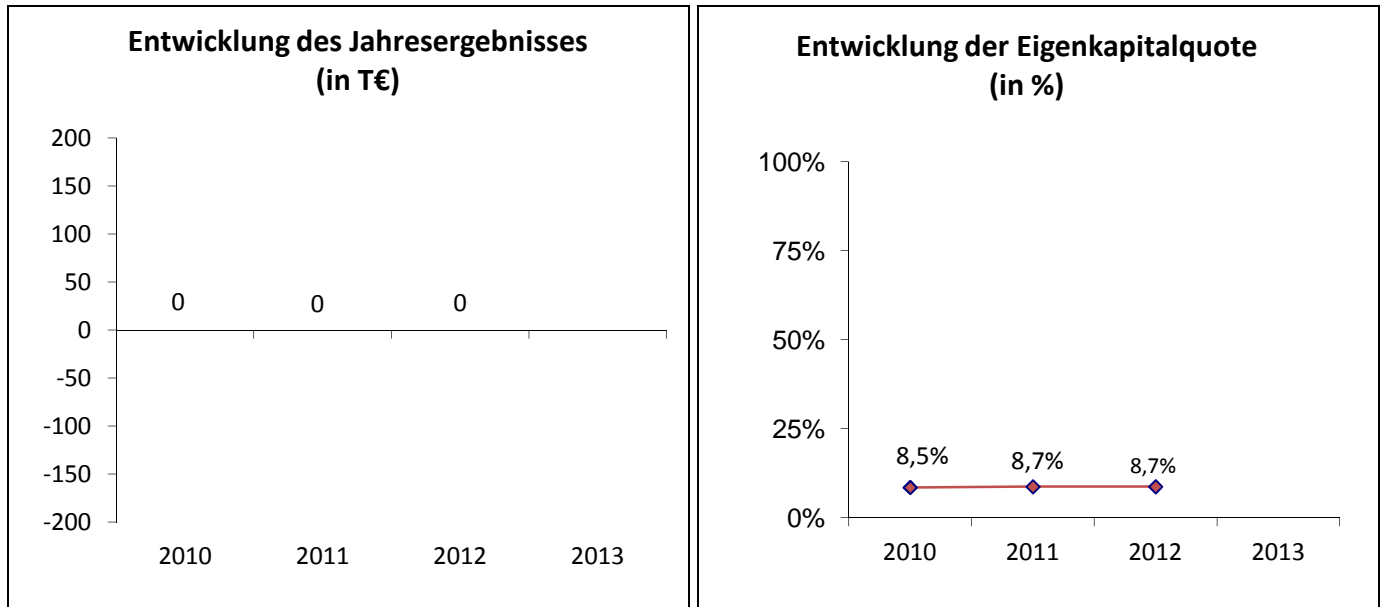 Entwicklung des Jahresergebnisses
(in T€)
200
150
100
50
0
-50
-100
-150
-200
0 0 0
2010 2011 2012 2013
Entwicklung der Eigenkapitalquote
(in %)
100%
75%
50%
25%
0%
8,5% 8,7% 8,7%
2010 2011 2012 2013